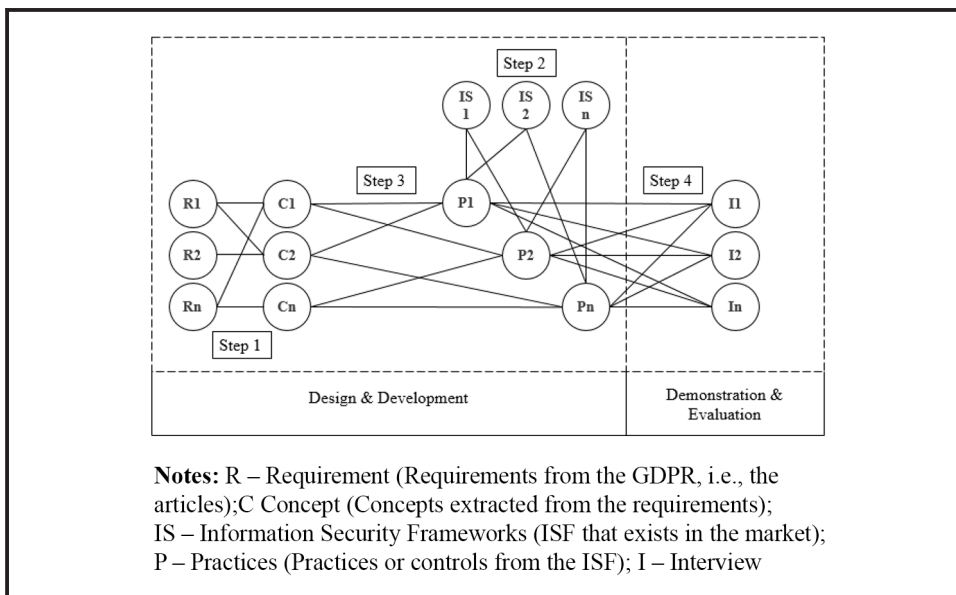 Step 2
IS
1
IS
2
IS
n
Step 3
Step 4
R1
C1
P1
I1
R2
C2
P2
I2
Rn
Cn
Pn
In
Step 1
Design & Development
Demonstration &
Evaluation
Notes: R – Requirement (Requirements from the GDPR, i.e., the
articles);C Concept (Concepts extracted from the requirements);
IS – Information Security Frameworks (ISF that exists in the market);
P – Practices (Practices or controls from the ISF); I – Interview